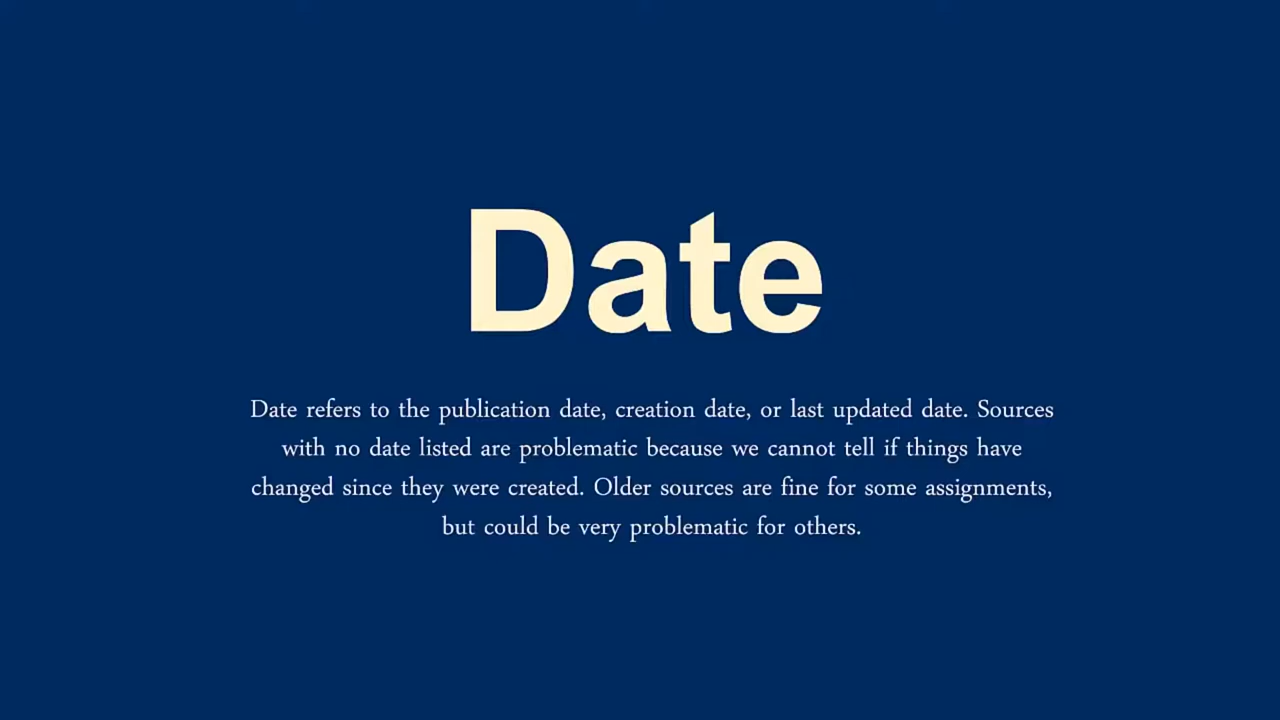 Date
Date refers to the publication date, creation date, or last updated date. Sources
with no date listed are problematic because we cannot tell if things have
changed since they were created. Older sources are fine for some assignments,
but could be very problematic for others.